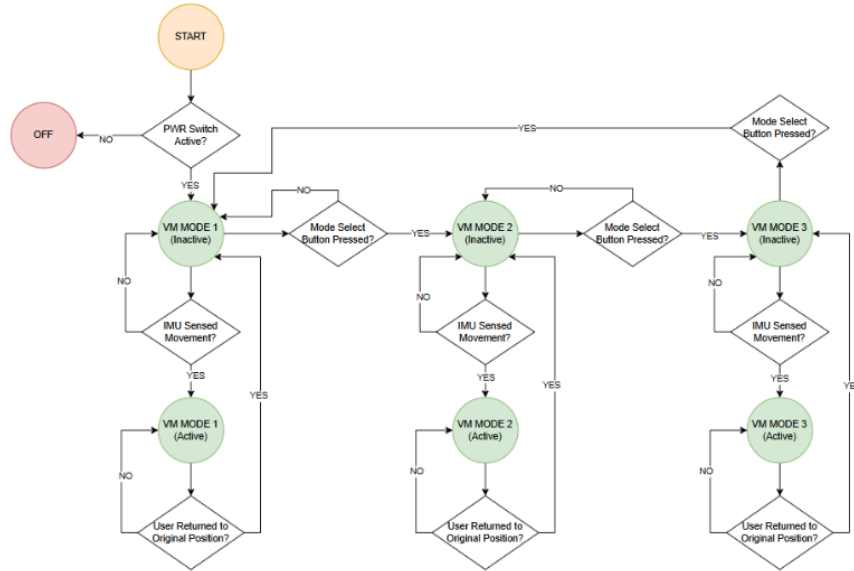 START
OFF
NO
PWR Switch
Active?
YES
YES
Mode Select
Button Pressed?
NO
NO
VM MODE 1
(Inactive)
Mode Select
Button Pressed?
YES
VM MODE 2
(Inactive)
Mode Select
Button Pressed?
YES
VM MODE 3
(Inactive)
NO
IMU Sensed
Movement?
NO
IMU Sensed
Movement?
NO
IMU Sensed
Movement?
YES
YES
YES
YES
YES
VM MODE 1
(Active)
VM MODE 2
(Active)
VM MODE 3
(Active)
NO
NO
NO
User Returned to
Original Position?
User Returned to
Original Position?
User Returned to
Original Position?